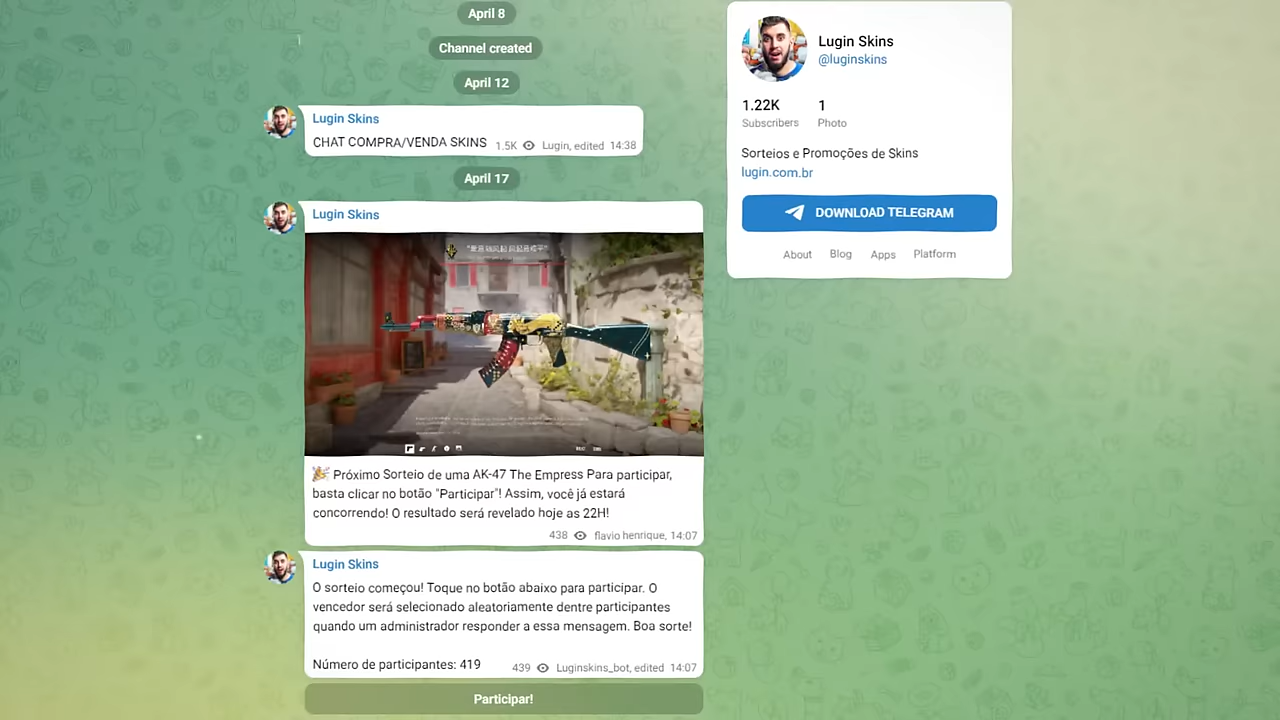 April 8
Channel created
April 12
Lugin Skins
CHAT COMPRA/VENDA SKINS 1.5K Lugin, edited 14:38
April 17
Lugin Skins
🎉 Próximo Sorteio de uma AK-47 The Empress Para participar,
basta clicar no botão "Participar"! Assim, você já estará
concorrendo! O resultado será revelado hoje as 22H!
438 flavio henrique, 14:07
Lugin Skins
O sorteio começou! Toque no botão abaixo para participar. O
vencedor será selecionado aleatoriamente dentre participantes
quando um administrador responder a essa mensagem. Boa sorte!
Número de participantes: 419 439 Luginskins_bot, edited 14:07
Participar!
Lugin Skins
@luginskins
1.22K 1
Subscribers Photo
Sorteios e Promoções de Skins
lugin.com.br
DOWNLOAD TELEGRAM
About Blog Apps Platform